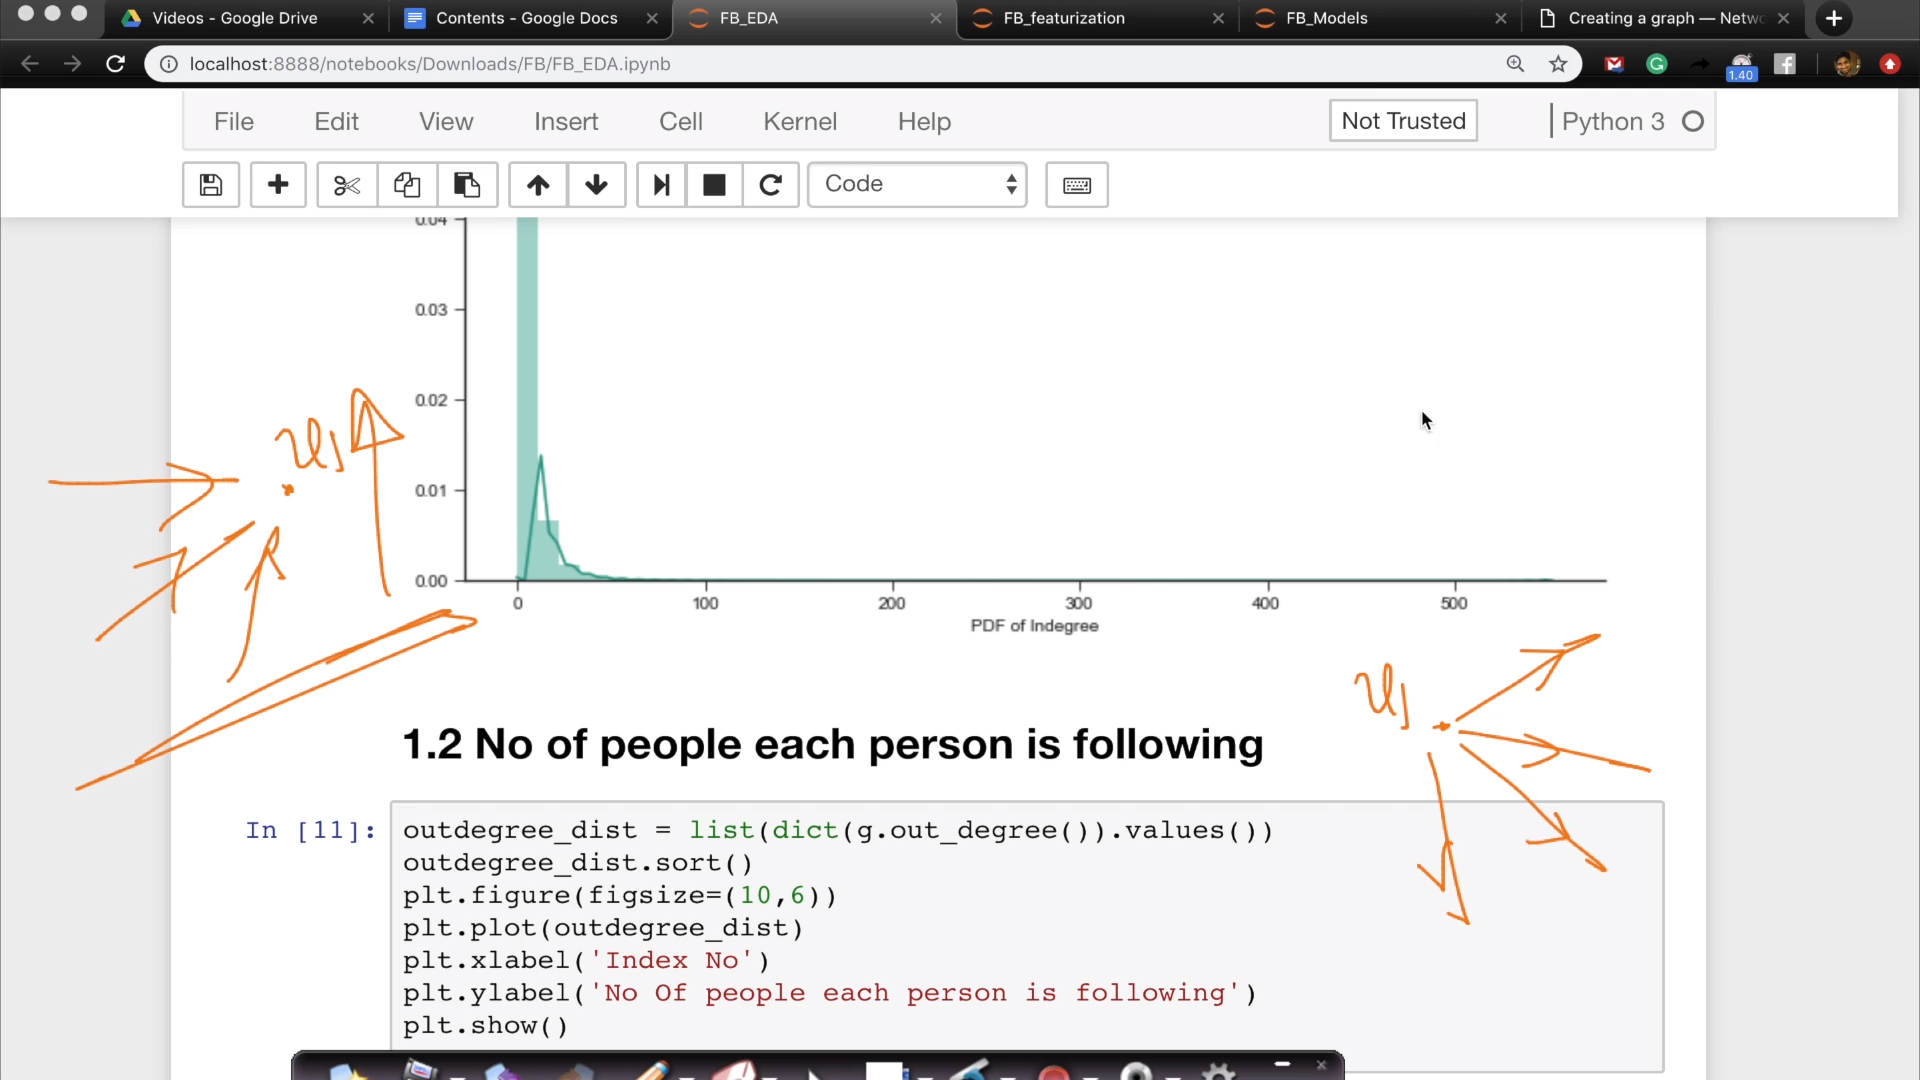 Videos - Google Drive
Contents - Google Docs
FB_EDA
FB_featurization
FB_Models
Creating a graph — Netw
localhost:8888/notebooks/Downloads/FB/FB_EDA.ipynb
1.40
File Edit View Insert Cell Kernel Help Not Trusted Python 3
Code
0.04
0.03
0.02
0.01
0.00
0 100 200 300 400 500
PDF of Indegree
u1
u1
1.2 No of people each person is following
In [11]:
outdegree_dist = list(dict(g.out_degree()).values())
outdegree_dist.sort()
plt.figure(figsize=(10,6))
plt.plot(outdegree_dist)
plt.xlabel('Index No')
plt.ylabel('No Of people each person is following')
plt.show()